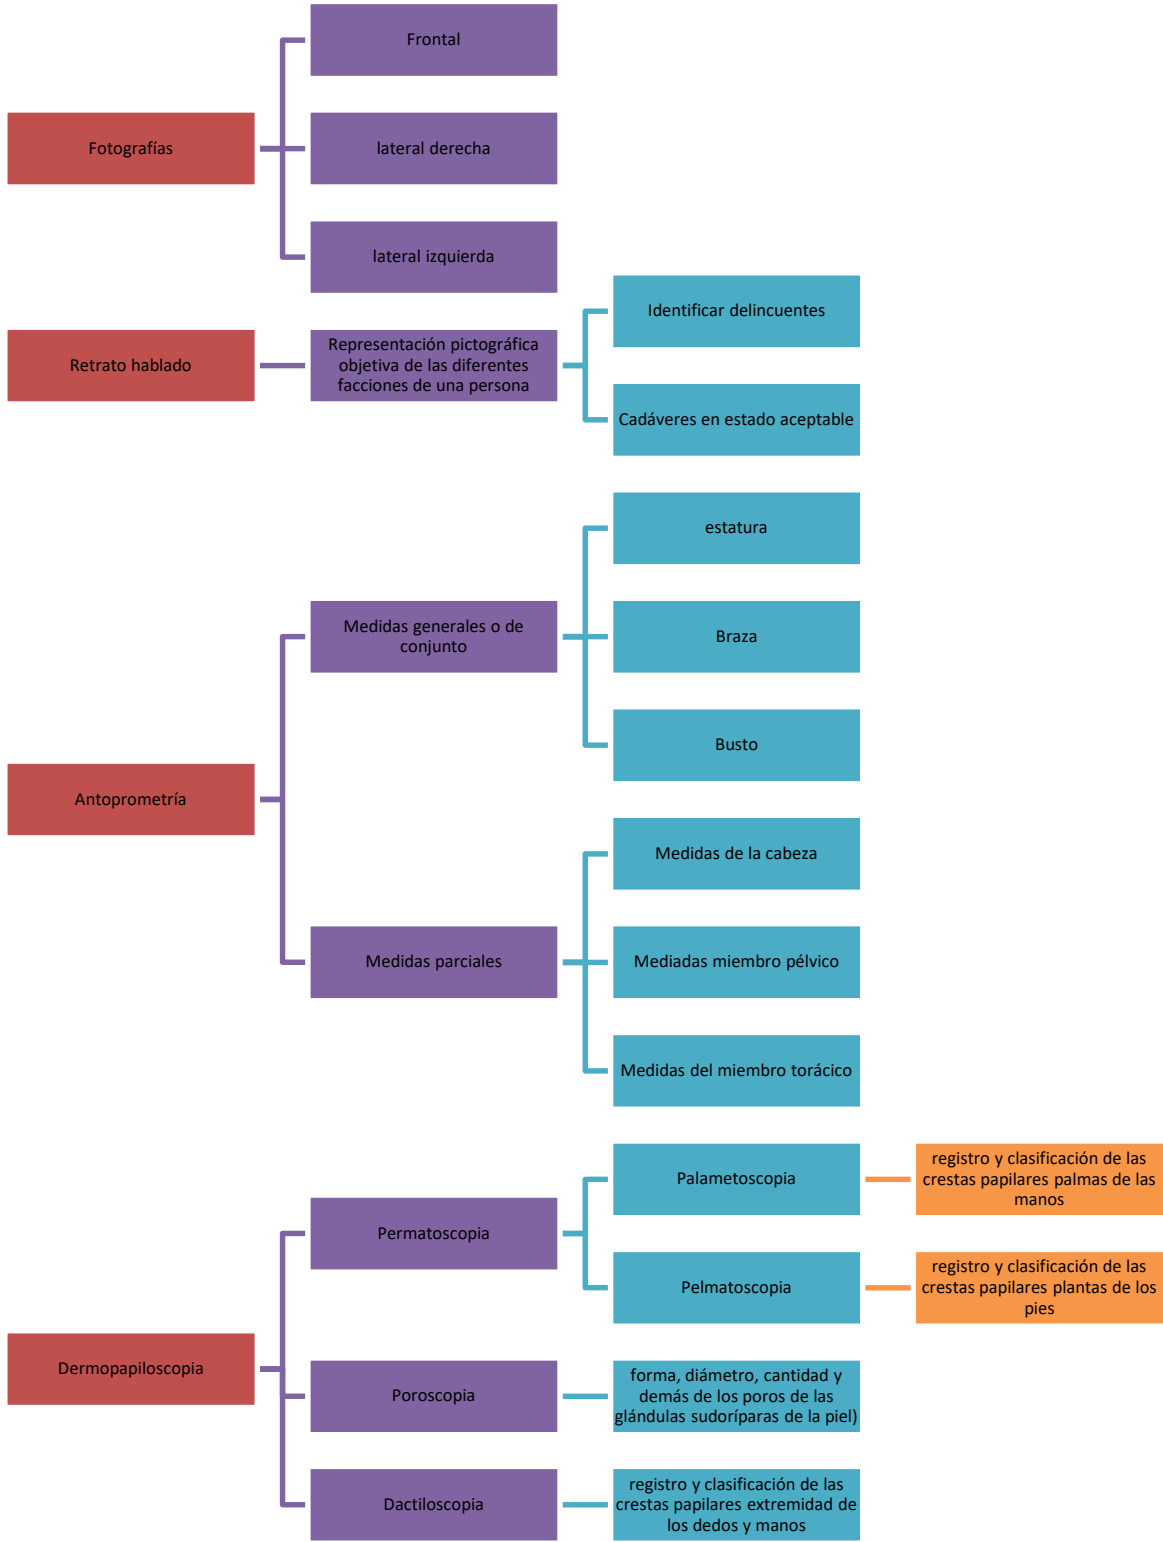 Fotografías
Frontal
lateral derecha
lateral izquierda
Retrato hablado
Representación pictográfica
objetiva de las diferentes
facciones de una persona
Identificar delincuentes
Cadáveres en estado aceptable
Antoprometría
Medidas generales o de
conjunto
estatura
Braza
Busto
Medidas parciales
Medidas de la cabeza
Mediadas miembro pélvico
Medidas del miembro torácico
Dermopapiloscopia
Permatoscopia
Palametoscopia
registro y clasificación de las
crestas papilares palmas de las
manos
Pelmatoscopia
registro y clasificación de las
crestas papilares plantas de los
pies
Poroscopia
forma, diámetro, cantidad y
demás de los poros de las
glándulas sudoríparas de la piel)
Dactiloscopia
registro y clasificación de las
crestas papilares extremidad de
los dedos y manos